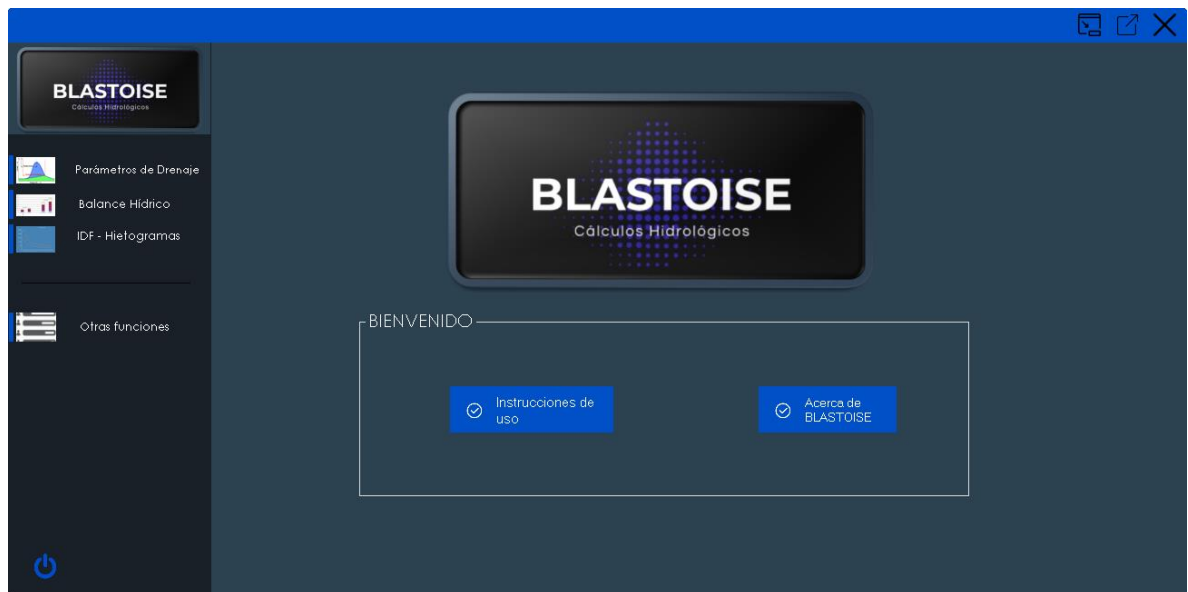 BLASTOISE
Cálculos Hidrológicos
Parámetros de Drenaje
Balance Hídrico
IDF - Hietogramas
Otras funciones
BLASTOISE
Cálculos Hidrológicos
BIENVENIDO
Instrucciones de
uso
Acerca de
BLASTOISE